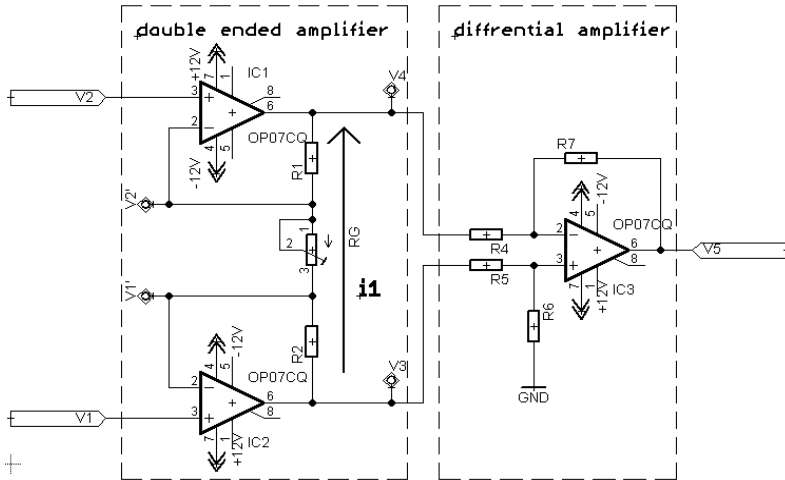 double ended amplifier
diffrential amplifier
+12V
IC1
V4
V2
3
7
1
8
6
2
4
5
OP07CQ
-12V
R1
R7
V2'
1
2
3
RG
4
5
-12V
OP07CQ
R4
2
6
V5
R5
3
8
7
1
+12V
IC3
V1'
i1
R6
R2
4
5
-12V
OP07CQ
V3
GND
2
6
V1
3
8
7
1
+12V
IC2